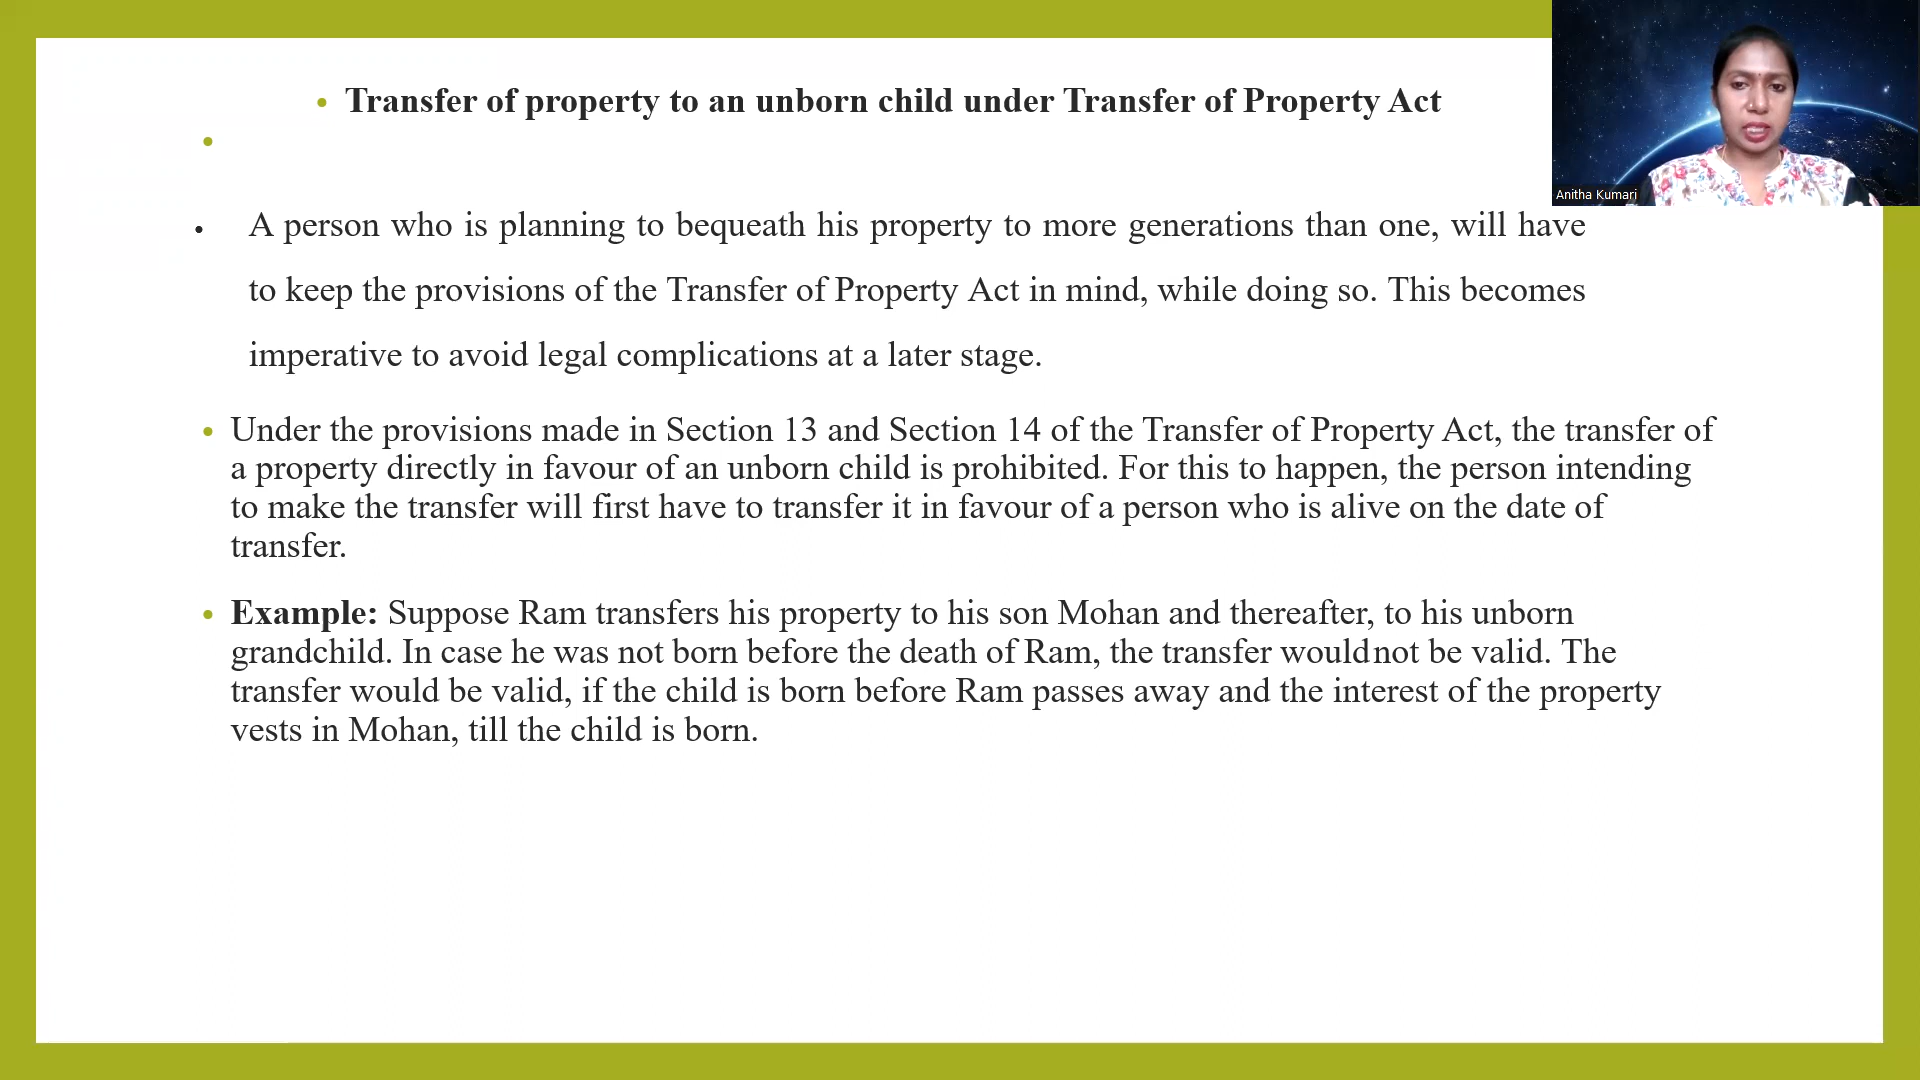 Transfer of property to an unborn child under Transfer of Property Act
A person who is planning to bequeath his property to more generations than one, will have
to keep the provisions of the Transfer of Property Act in mind, while doing so. This becomes
imperative to avoid legal complications at a later stage.
Under the provisions made in Section 13 and Section 14 of the Transfer of Property Act, the transfer of
a property directly in favour of an unborn child is prohibited. For this to happen, the person intending
to make the transfer will first have to transfer it in favour of a person who is alive on the date of
transfer.
Example: Suppose Ram transfers his property to his son Mohan and thereafter, to his unborn
grandchild. In case he was not born before the death of Ram, the transfer would not be valid. The
transfer would be valid, if the child is born before Ram passes away and the interest of the property
vests in Mohan, till the child is born.
Anitha Kumari